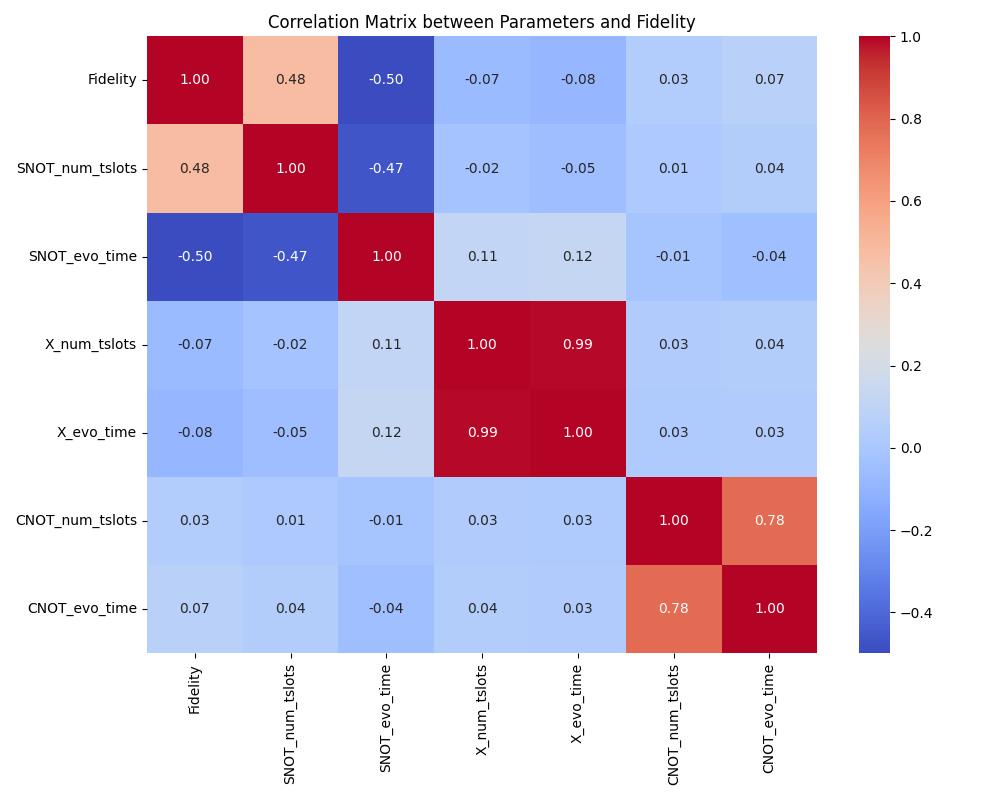 Correlation Matrix between Parameters and Fidelity
Fidelity 1.00 0.48 -0.50 -0.07 -0.08 0.03 0.07
SNOT_num_tslots 0.48 1.00 -0.47 -0.02 -0.05 0.01 0.04
SNOT_evo_time -0.50 -0.47 1.00 0.11 0.12 -0.01 -0.04
X_num_tslots -0.07 -0.02 0.11 1.00 0.99 0.03 0.04
X_evo_time -0.08 -0.05 0.12 0.99 1.00 0.03 0.03
CNOT_num_tslots 0.03 0.01 -0.01 0.03 0.03 1.00 0.78
CNOT_evo_time 0.07 0.04 -0.04 0.04 0.03 0.78 1.00
Fidelity
SNOT_num_tslots
SNOT_evo_time
X_num_tslots
X_evo_time
CNOT_num_tslots
CNOT_evo_time
1.0
0.8
0.6
0.4
0.2
0.0
−0.2
−0.4